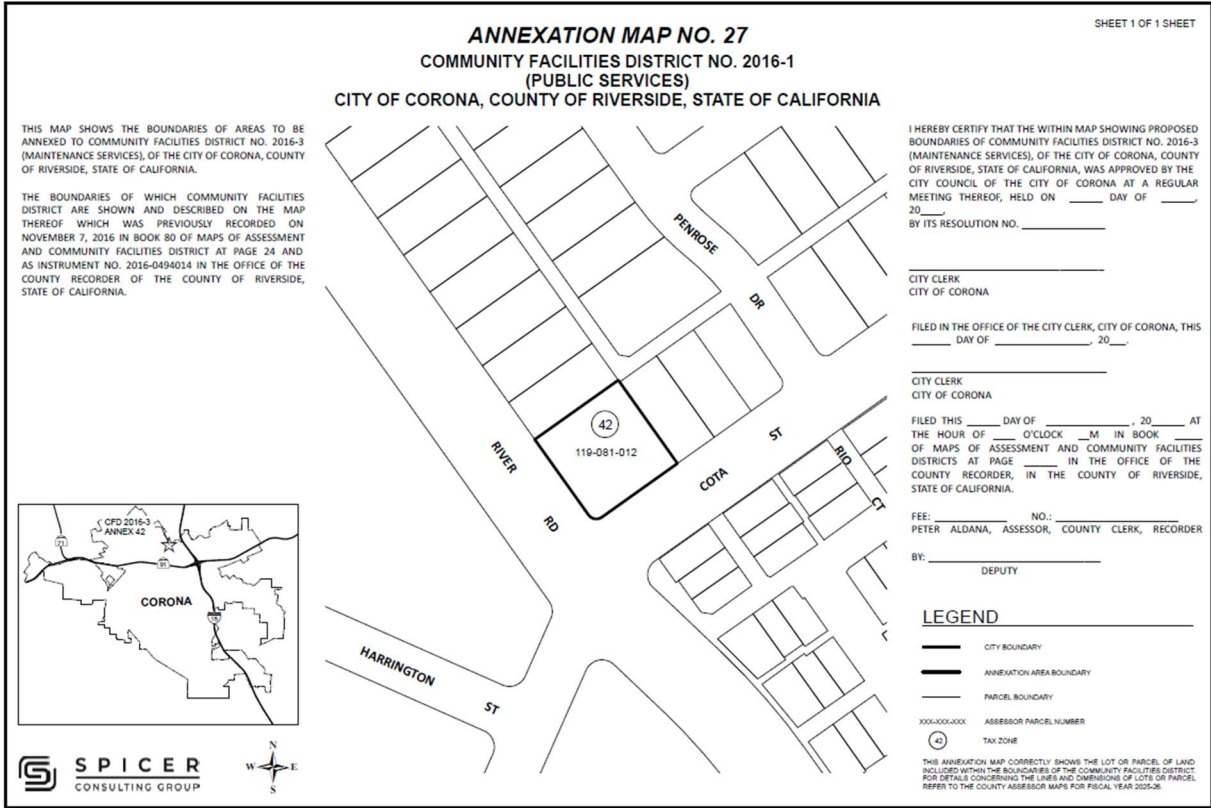 SHEET 1 OF 1 SHEET
ANNEXATION MAP NO. 27
COMMUNITY FACILITIES DISTRICT NO. 2016-1
(PUBLIC SERVICES)
CITY OF CORONA, COUNTY OF RIVERSIDE, STATE OF CALIFORNIA
THIS MAP SHOWS THE BOUNDARIES OF AREAS TO BE
ANNEXED TO COMMUNITY FACILITIES DISTRICT NO. 2016-3
(MAINTENANCE SERVICES), OF THE CITY OF CORONA, COUNTY
OF RIVERSIDE, STATE OF CALIFORNIA.
THE BOUNDARIES OF WHICH COMMUNITY FACILITIES
DISTRICT ARE SHOWN AND DESCRIBED ON THE MAP
THEREOF WHICH WAS PREVIOUSLY RECORDED ON
NOVEMBER 7, 2016 IN BOOK 80 OF MAPS OF ASSESSMENT
AND COMMUNITY FACILITIES DISTRICT AT PAGE 24 AND
AS INSTRUMENT NO. 2016-0494014 IN THE OFFICE OF THE
COUNTY RECORDER OF THE COUNTY OF RIVERSIDE,
STATE OF CALIFORNIA.
PENROSE
DR
42
119-081-012
RIVER
RD
COTA
ST
RIO
CT
HARRINGTON
ST
CFD 2016-3
ANNEX 42
71
91
CORONA
15
SPICER
CONSULTING GROUP
N
W E
S
I HEREBY CERTIFY THAT THE WITHIN MAP SHOWING PROPOSED
BOUNDARIES OF COMMUNITY FACILITIES DISTRICT NO. 2016-3
(MAINTENANCE SERVICES), OF THE CITY OF CORONA, COUNTY
OF RIVERSIDE, STATE OF CALIFORNIA, WAS APPROVED BY THE
CITY COUNCIL OF THE CITY OF CORONA AT A REGULAR
MEETING THEREOF, HELD ON _____ DAY OF _____,
20____,
BY ITS RESOLUTION NO. ____________
CITY CLERK
CITY OF CORONA
FILED IN THE OFFICE OF THE CITY CLERK, CITY OF CORONA, THIS
______ DAY OF ______________, 20___.
CITY CLERK
CITY OF CORONA
FILED THIS _____ DAY OF ____________, 20_____ AT
THE HOUR OF ____ O'CLOCK __M IN BOOK _____
OF MAPS OF ASSESSMENT AND COMMUNITY FACILITIES
DISTRICTS AT PAGE _____ IN THE OFFICE OF THE
COUNTY RECORDER, IN THE COUNTY OF RIVERSIDE,
STATE OF CALIFORNIA.
FEE: ___________ NO.: ___________________
PETER ALDANA, ASSESSOR, COUNTY CLERK, RECORDER
BY: __________________________
DEPUTY
LEGEND
CITY BOUNDARY
ANNEXATION AREA BOUNDARY
PARCEL BOUNDARY
XXX-XXX-XXX ASSESSOR PARCEL NUMBER
42 TAX ZONE
THIS ANNEXATION MAP CORRECTLY SHOWS THE LOT OR PARCEL OF LAND
INCLUDED WITHIN THE BOUNDARIES OF THE COMMUNITY FACILITIES DISTRICT.
FOR DETAILS CONCERNING THE LINES AND DIMENSIONS OF LOTS OR PARCEL
REFER TO THE COUNTY ASSESSOR MAPS FOR FISCAL YEAR 2025-26.